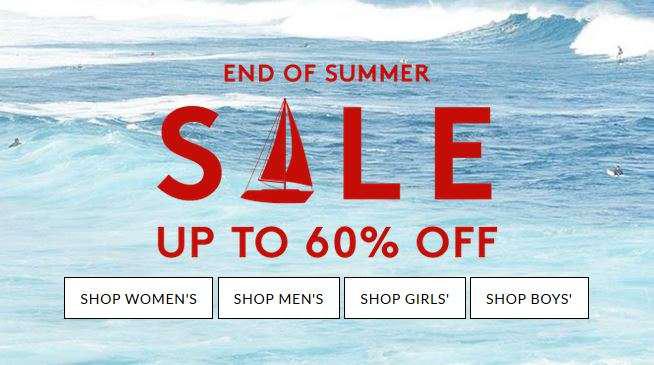 END OF SUMMER
SALE
UP TO 60% OFF
SHOP WOMEN'S
SHOP MEN'S
SHOP GIRLS'
SHOP BOYS'